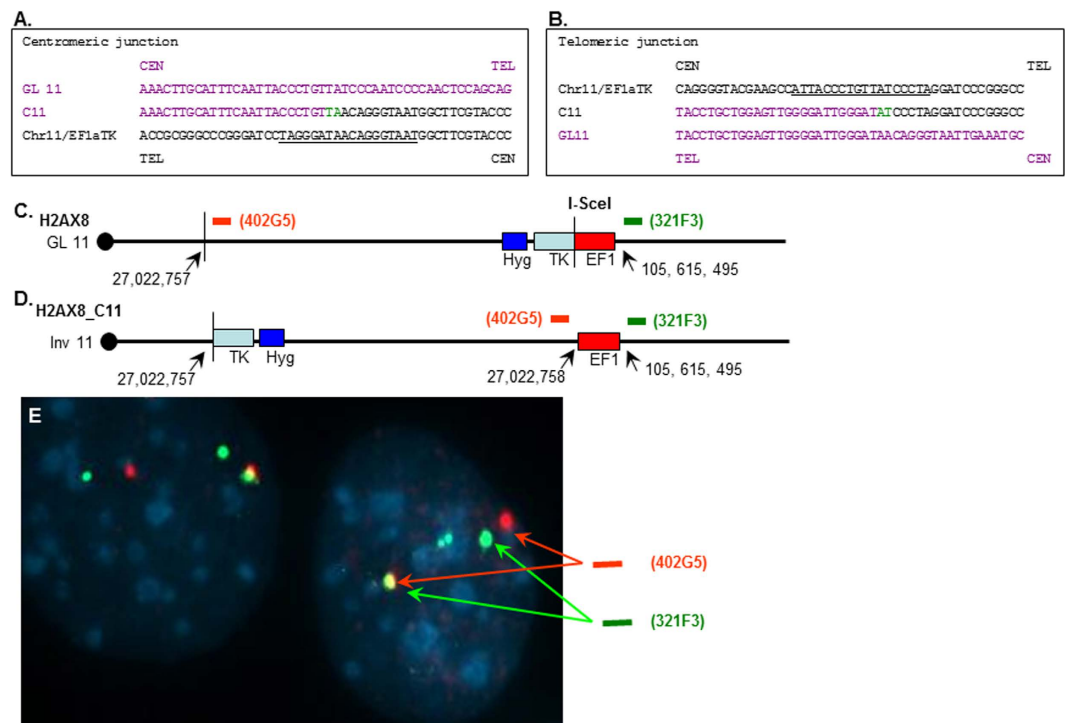 A.
Centromeric junction
CEN TEL
GL 11 AAACTTGCATTTCAATTACCCTGTTATCCCAATCCCCAACTCCAGCAG
C11 AAACTTGCATTTCAATTACCCTGTTAACAGGGTAATGGCTTCGTACCC
Chr11/EF1aTK ACCGCGGGCCCGGGATCCTAGGGATAACAGGGTAATGGCTTCGTACCC
TEL CEN
B.
Telomeric junction
CEN TEL
Chr11/EF1aTK CAGGGGTACGAAGCCATTACCCTGTTATCCCTAGGATCCCGGGCC
C11 TACCTGCTGGAGTTGGGGATTGGGATATCCCTAGGATCCCGGGCC
GL11 TACCTGCTGGAGTTGGGGATTGGGATAACAGGGTAATTGAAATGC
TEL CEN
C.
H2AX8
GL 11
(402G5)
I-SceI
(321F3)
Hyg
TK
EF1
27,022,757
105, 615, 495
D.
H2AX8_C11
Inv 11
(402G5)
(321F3)
TK
Hyg
EF1
27,022,757
27,022,758
105, 615, 495
E
(402G5)
(321F3)